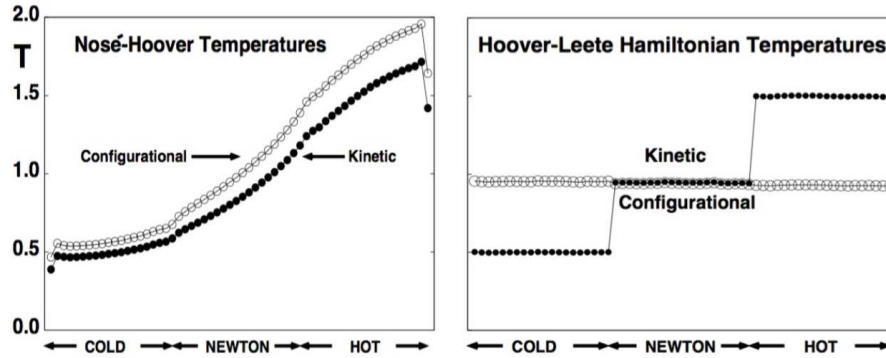 2.0
T
1.5
1.0
0.5
0.0
Nosé-Hoover Temperatures
Configurational
Kinetic
COLD NEWTON HOT
Hoover-Leete Hamiltonian Temperatures
Kinetic
Configurational
COLD NEWTON HOT